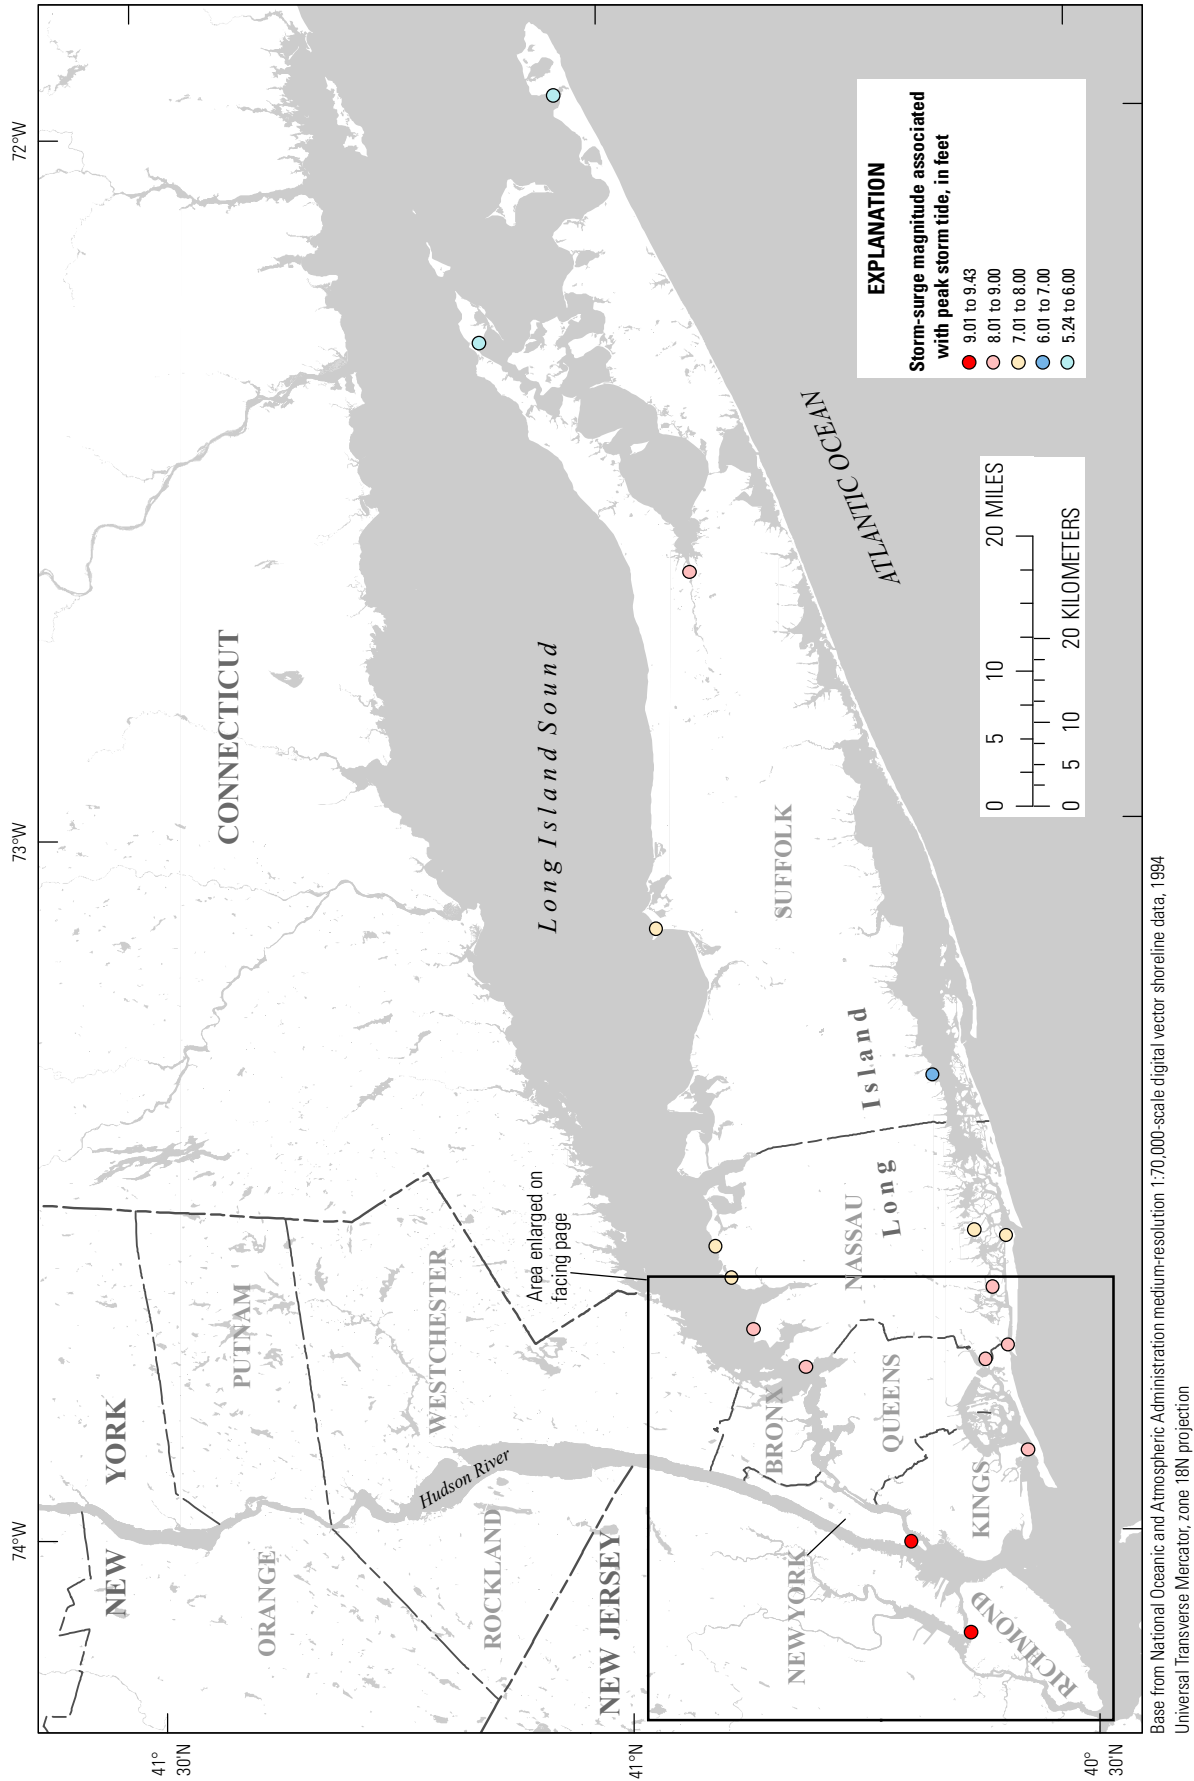 74°W
73°W
72°W
41°
30'N
41°N
40°
30'N
NEW YORK
PUTNAM
ORANGE
WESTCHESTER
ROCKLAND
Hudson River
NEW JERSEY
CONNECTICUT
Long Island Sound
Area enlarged on
facing page
NEW YORK
BRONX
QUEENS
KINGS
RICHMOND
NASSAU
SUFFOLK
Long Island
ATLANTIC OCEAN
0 5 10 20 MILES
0 5 10 20 KILOMETERS
EXPLANATION
Storm-surge magnitude associated
with peak storm tide, in feet
9.01 to 9.43
8.01 to 9.00
7.01 to 8.00
6.01 to 7.00
5.24 to 6.00
Base from National Oceanic and Atmospheric Administration medium-resolution 1:70,000-scale digital vector shoreline data, 1994
Universal Transverse Mercator, zone 18N projection